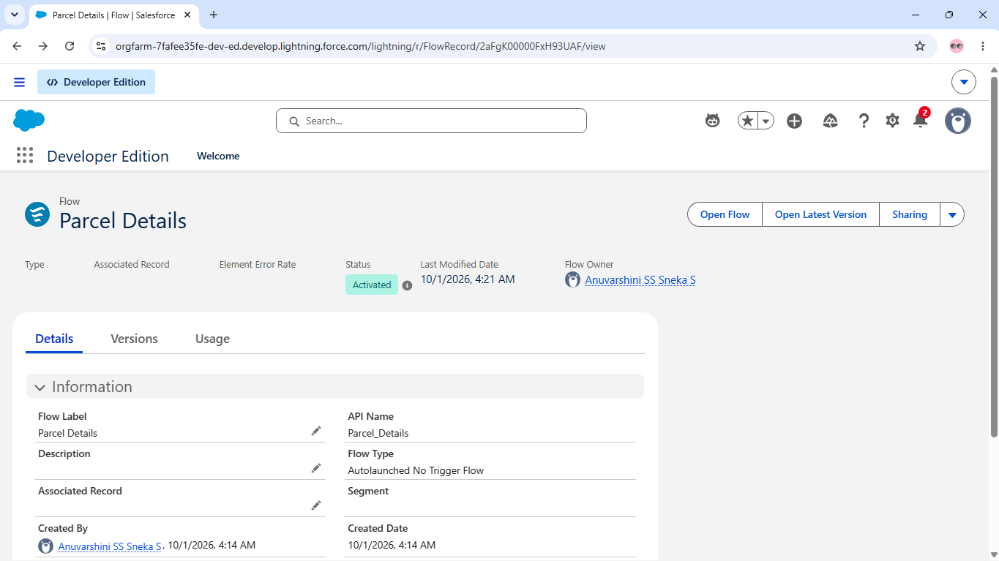 Parcel Details | Flow | Salesforce
orgfarm-7fafee35fe-dev-ed.develop.lightning.force.com/lightning/r/FlowRecord/2aFgK00000FxH93UAF/view
Developer Edition
Search...
2
Developer Edition
Welcome
Flow
Parcel Details
Open Flow
Open Latest Version
Sharing
Type
Associated Record
Element Error Rate
Status
Last Modified Date
Flow Owner
Activated
10/1/2026, 4:21 AM
Anuvarshini SS Sneka S
Details
Versions
Usage
Information
Flow Label
Parcel Details
API Name
Parcel_Details
Description
Flow Type
Autolaunched No Trigger Flow
Associated Record
Segment
Created By
Anuvarshini SS Sneka S, 10/1/2026, 4:14 AM
Created Date
10/1/2026, 4:14 AM